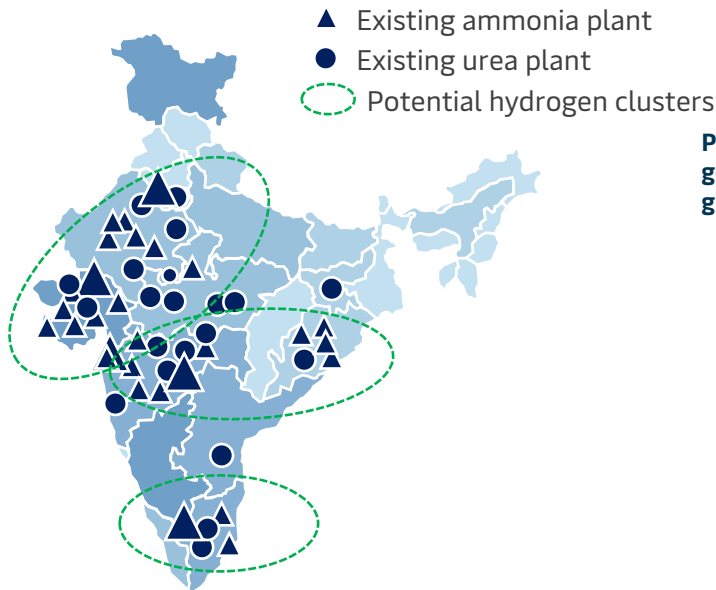 Existing ammonia plant
Existing urea plant
Potential hydrogen clusters
P
g
g